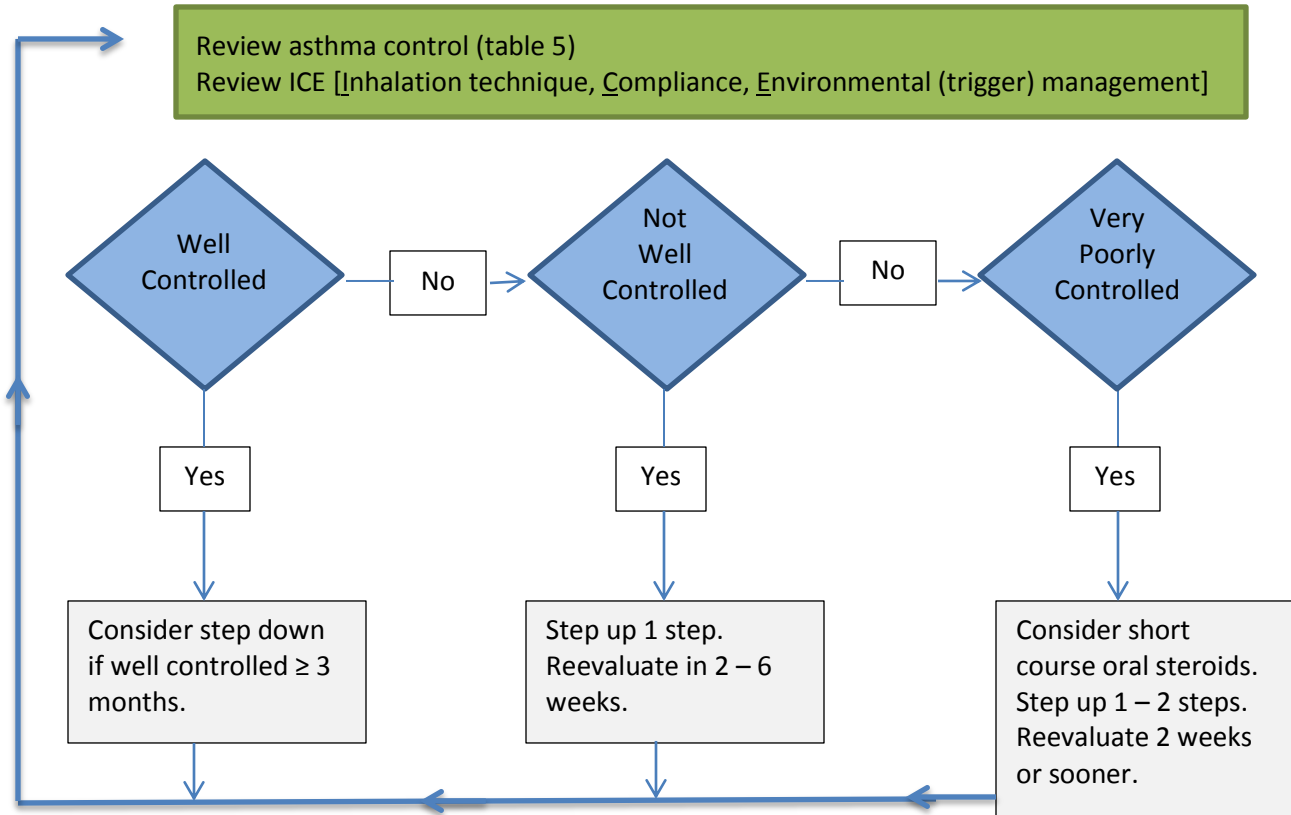 Review asthma control (table 5)
Review ICE [Inhalation technique, Compliance, Environmental (trigger) management]
Well
Controlled
No
Not
Well
Controlled
No
Very
Poorly
Controlled
Yes
Yes
Yes
Consider step down
if well controlled ≥ 3
months.
Step up 1 step.
Reevaluate in 2 – 6
weeks.
Consider short
course oral steroids.
Step up 1 – 2 steps.
Reevaluate 2 weeks
or sooner.